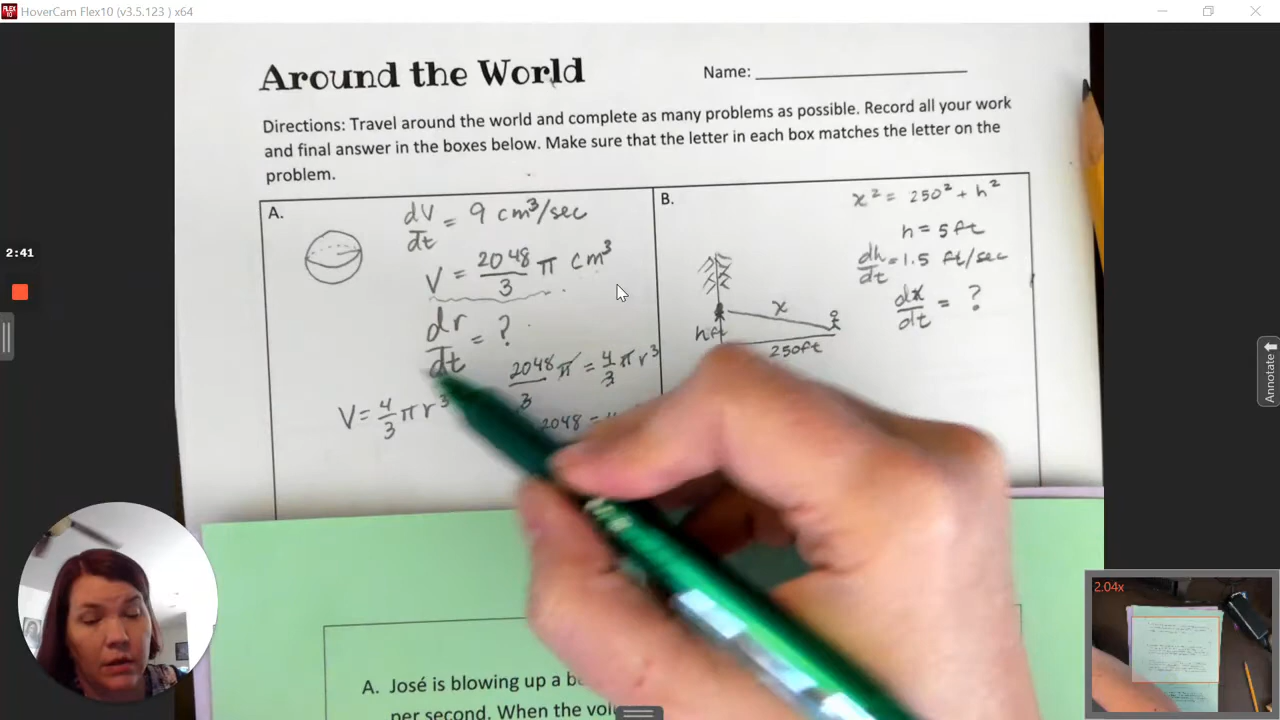 FLEX 10
HoverCam Flex10 (v3.5.123 ) x64
Around the World
Name:
Directions: Travel around the world and complete as many problems as possible. Record all your work
and final answer in the boxes below. Make sure that the letter in each box matches the letter on the
problem.
A.
dV/dt = 9 cm³/sec
V = 2048/3 π cm³
dr/dt = ?
2048/3 π = 4/3 π r³
V = 4/3 π r³
2048 =
B.
x² = 250² + h²
h = 5ft
dh/dt = 1.5 ft/sec
dx/dt = ?
x
hft
250ft
2:41
Annotate
2.04x
A. José is blowing up a
per second. When the